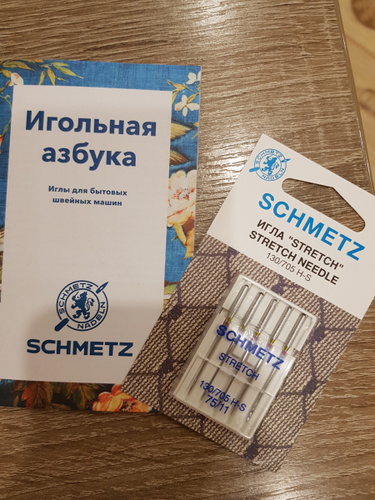 Игольная
азбука
Иглы для бытовых
швейных машин
SCHMETZ
NADELN
SCHMETZ
SCHMETZ
ИГЛА "STRETCH"
STRETCH NEEDLE
130/705 H-S
SCHMETZ
STRETCH
130/705 H-S
75/11